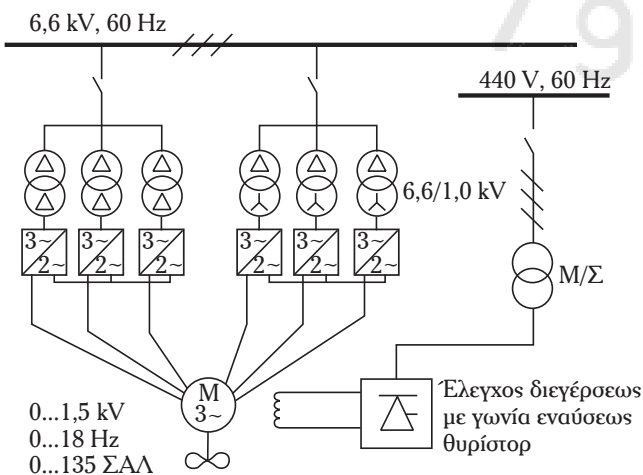 6,6 kV, 60 Hz
440 V, 60 Hz
6,6/1,0 kV
3~ 3~ 3~ 3~ 3~ 3~
2~ 2~ 2~ 2~ 2~ 2~
Μ/Σ
M
3~
0...1,5 kV
0...18 Hz
0...135 ΣΑΛ
Έλεγχος διεγέρσεως
με γωνία εναύσεως
θυρίστορ